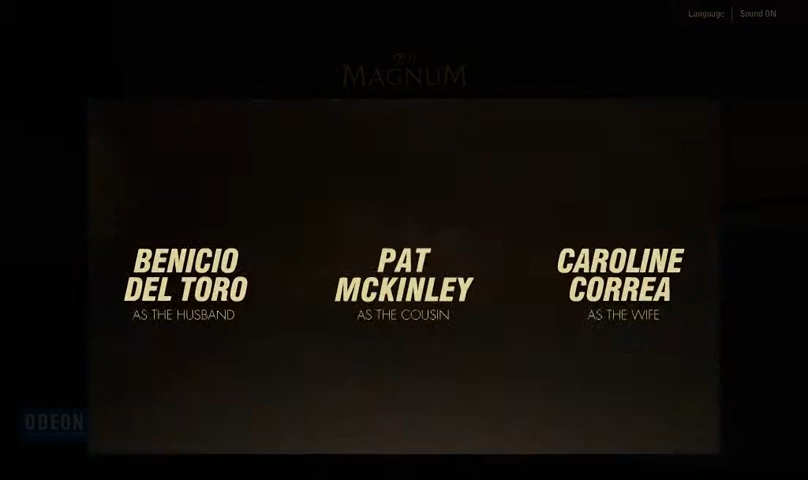 Language
Sound ON
MAGNUM
BENICIO
DEL TORO
AS THE HUSBAND
PAT
MCKINLEY
AS THE COUSIN
CAROLINE
CORREA
AS THE WIFE
ODEON